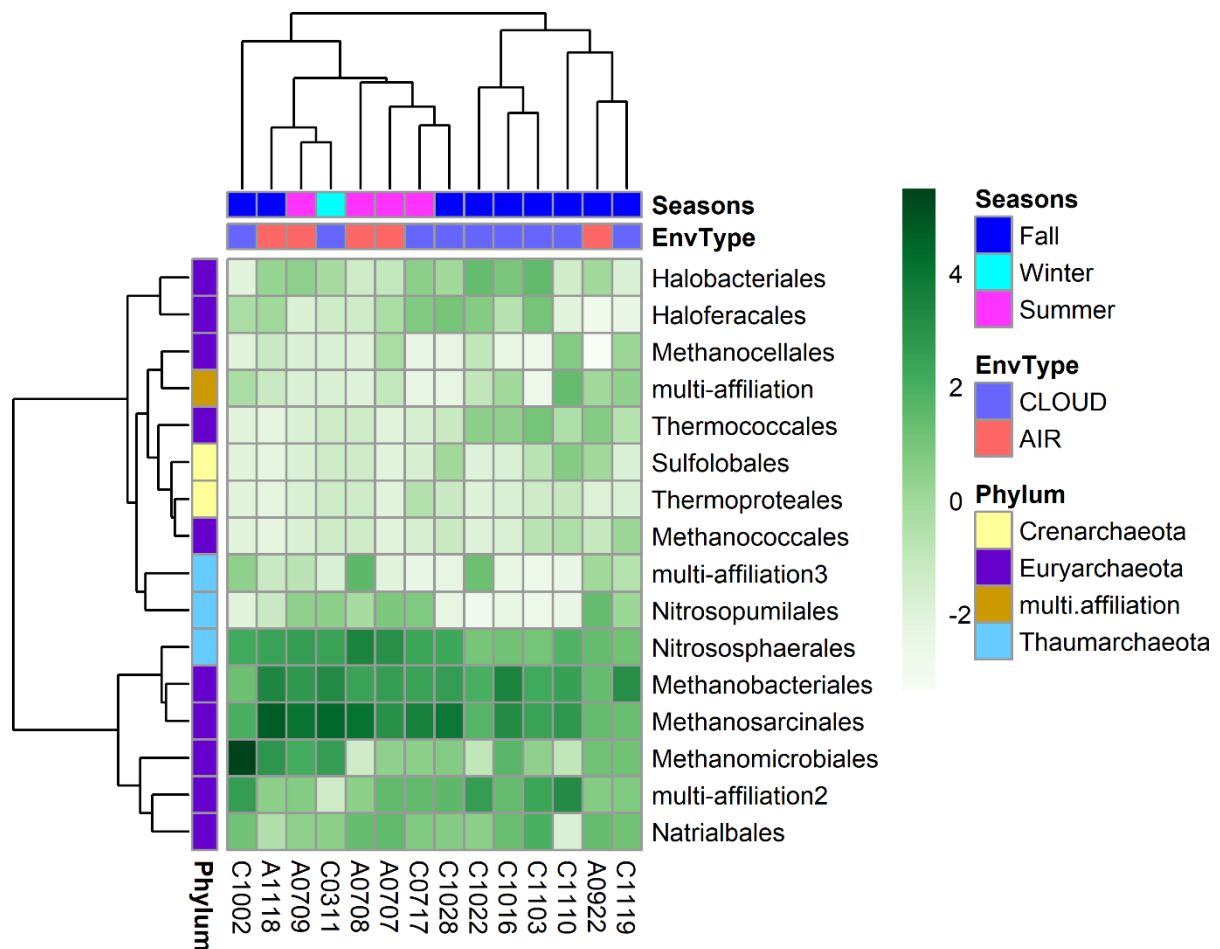 Seasons
EnvType
Halobacteriales
Haloferacales
Methanocellales
multi-affiliation
Thermococcales
Sulfolobales
Thermoproteales
Methanococcales
multi-affiliation3
Nitrosopumilales
Nitrososphaerales
Methanobacteriales
Methanosarcinales
Methanomicrobiales
multi-affiliation2
Natrialbales
Phylum
C1002
A1118
A0709
C0311
A0708
A0707
C0717
C1028
C1022
C1016
C1103
C1110
A0922
C1119
4
2
0
-2
Seasons
Fall
Winter
Summer
EnvType
CLOUD
AIR
Phylum
Crenarchaeota
Euryarchaeota
multi.affiliation
Thaumarchaeota